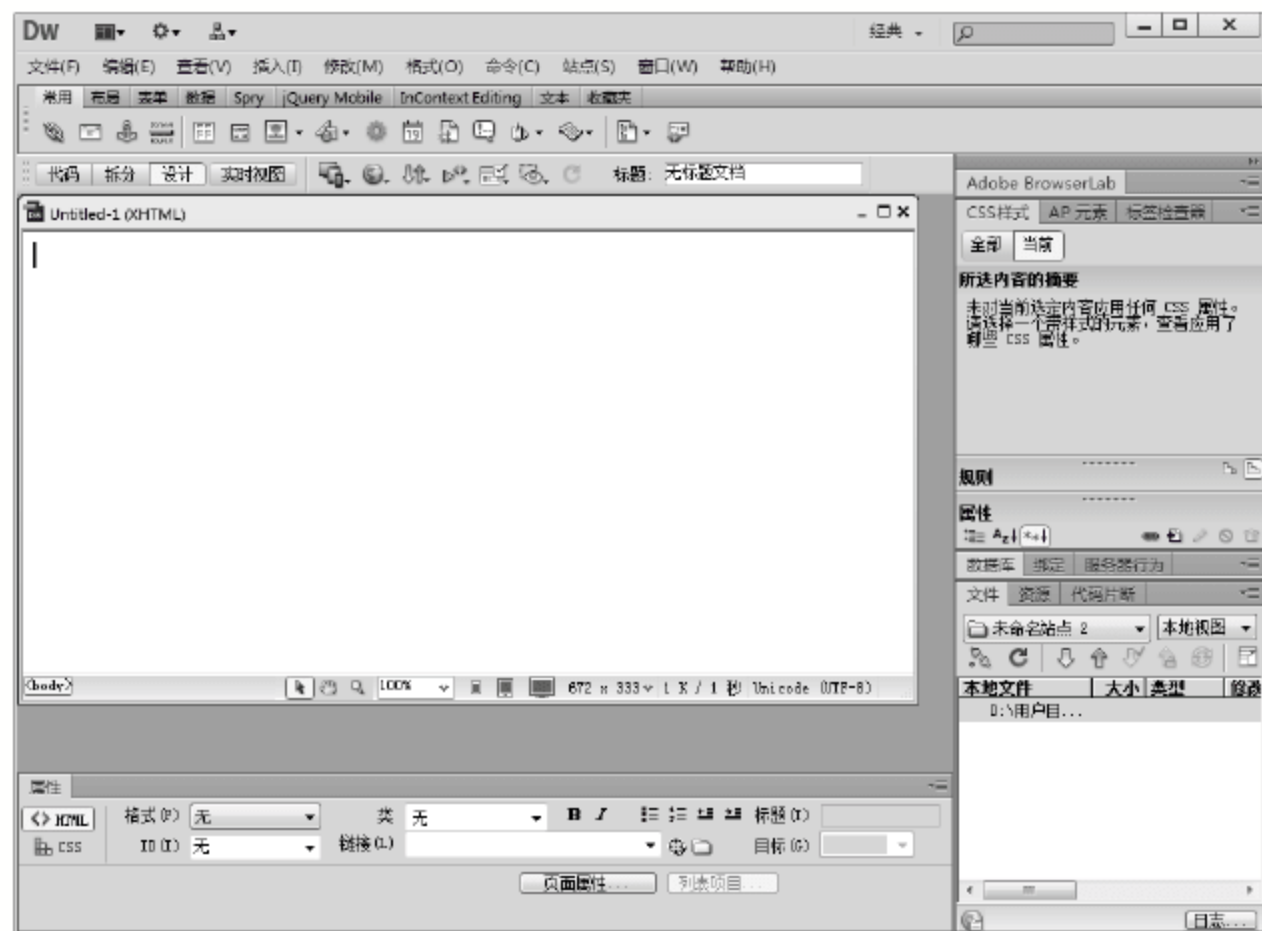 Dw 经典
文件(F) 编辑(E) 查看(V) 插入(I) 修改(M) 格式(O) 命令(C) 站点(S) 窗口(W) 帮助(H)
常用 布局 表单 数据 Spry jQuery Mobile InContext Editing 文本 收藏夹
代码 拆分 设计 实时视图 标题: 无标题文档
Untitled-1 (XHTML)
<body> 100% 672 x 333 1 K / 1 秒 Unicode (UTF-8)
属性
<> HTML 格式(F) 无 类 无 B I 标题(T)
CSS ID(I) 无 链接(L) 目标(G)
页面属性... 列表项目...
Adobe BrowserLab
CSS样式 AP 元素 标签检查器
全部 当前
所选内容的摘要
未对当前选定内容应用任何 CSS 属性。
请选择一个带样式的元素，查看应用了
哪些 CSS 属性。
规则
属性
数据库 绑定 服务器行为
文件 资源 代码片断
未命名站点 2 本地视图
本地文件 大小 类型 修改
D:\用户目...
日志...